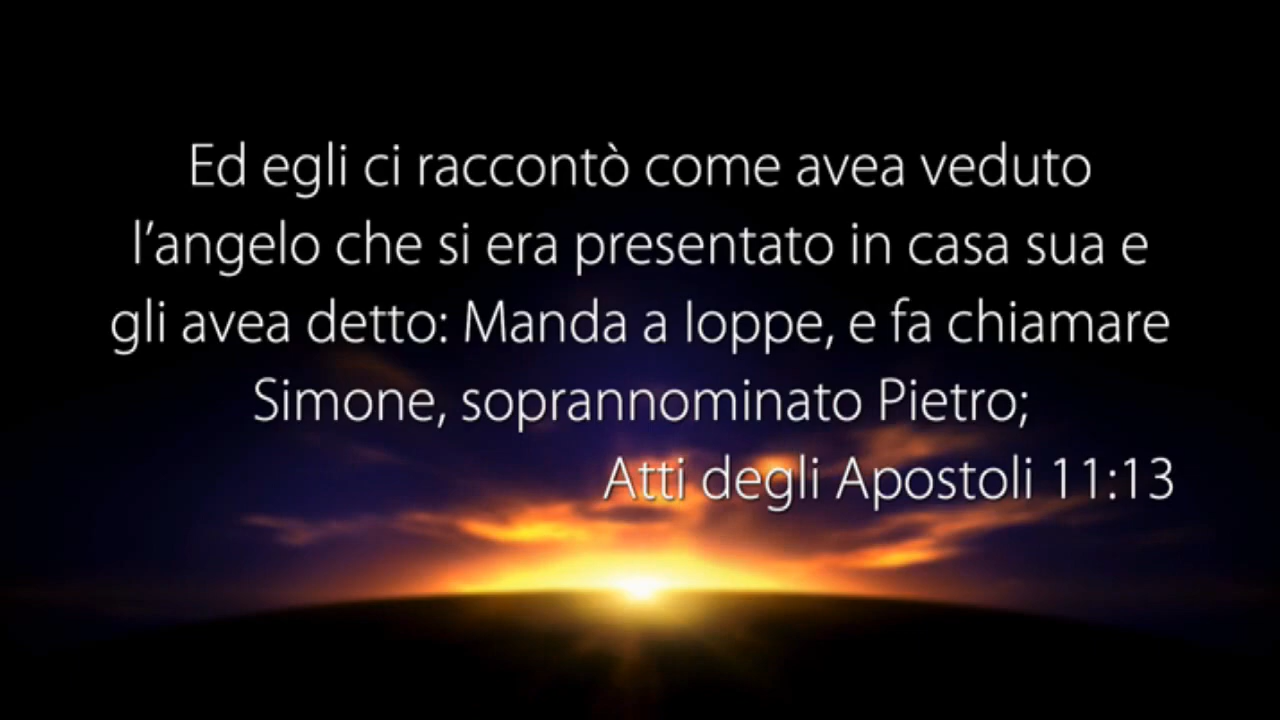 Ed egli ci raccontò come avea veduto
l’angelo che si era presentato in casa sua e
gli avea detto: Manda a Ioppe, e fa chiamare
Simone, soprannominato Pietro;
Atti degli Apostoli 11:13